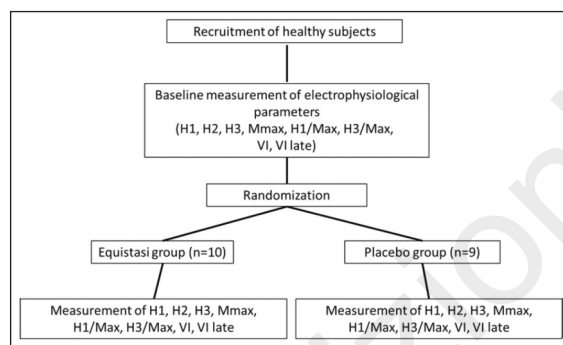 Recruitment of healthy subjects
Baseline measurement of electrophysiological
parameters
(H1, H2, H3, Mmax, H1/Max, H3/Max,
VI, VI late)
Randomization
Equistasi group (n=10)
Placebo group (n=9)
Measurement of H1, H2, H3, Mmax,
H1/Max, H3/Max, VI, VI late
Measurement of H1, H2, H3, Mmax,
H1/Max, H3/Max, VI, VI late